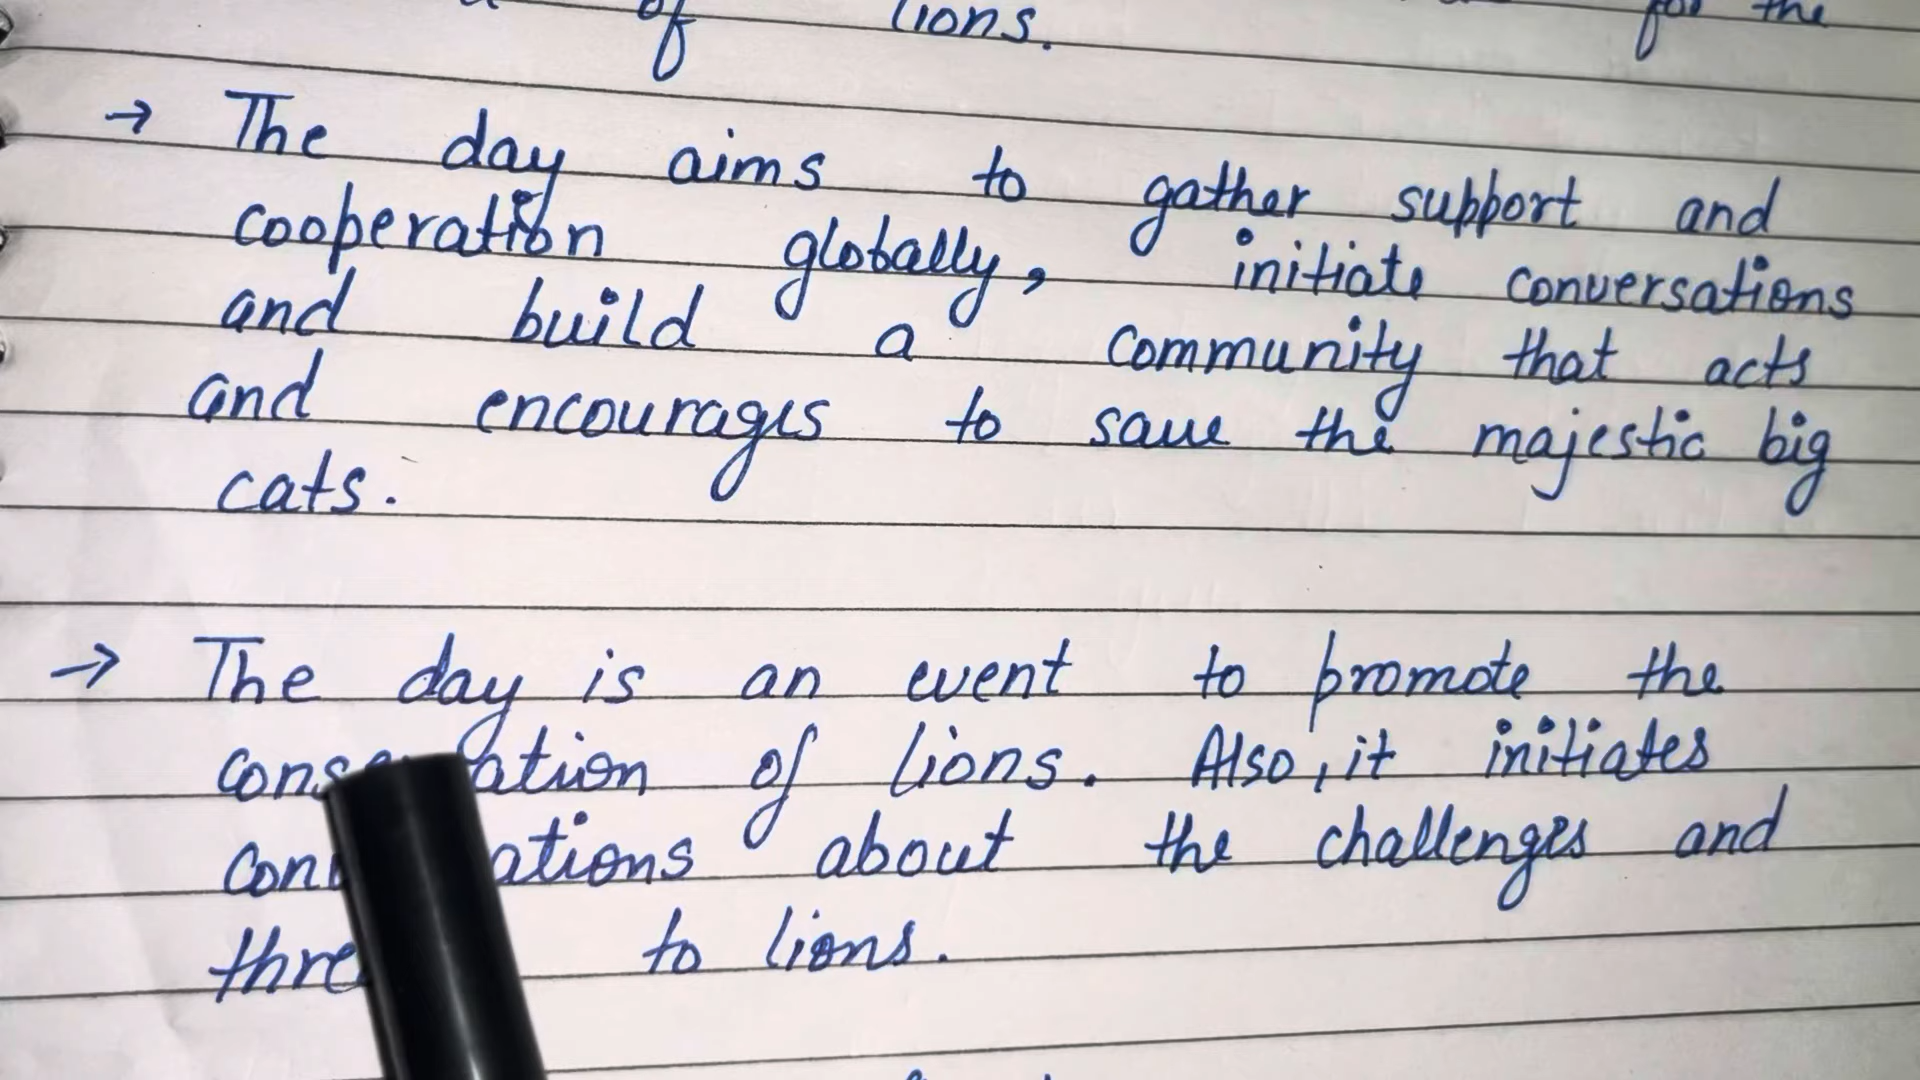 of lions. for the
→ The day aims to gather support and
cooperation globally, initiate conversations
and build a community that acts
and encourages to save the majestic big
cats.
→ The day is an event to promote the
of lions. Also, it initiates
about the challenges and
to lions.